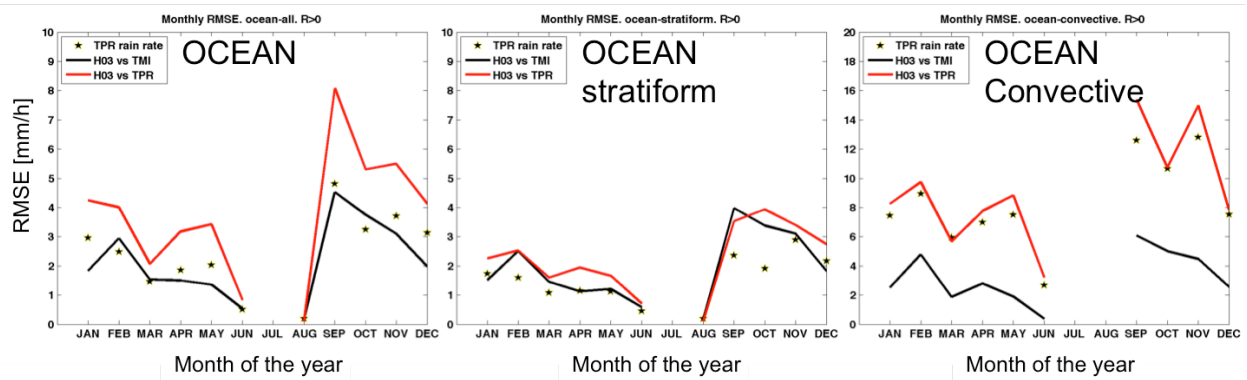 Monthly RMSE. ocean-all. R>0
10
9
8
7
6
5
4
3
2
1
0
TPR rain rate
H03 vs TMI
H03 vs TPR
OCEAN
RMSE [mm/h]
JAN FEB MAR APR MAY JUN JUL AUG SEP OCT NOV DEC
Month of the year
Monthly RMSE. ocean-stratiform. R>0
10
9
8
7
6
5
4
3
2
1
0
TPR rain rate
H03 vs TMI
H03 vs TPR
OCEAN
stratiform
JAN FEB MAR APR MAY JUN JUL AUG SEP OCT NOV DEC
Month of the year
Monthly RMSE. ocean-convective. R>0
20
18
16
14
12
10
8
6
4
2
0
TPR rain rate
H03 vs TMI
H03 vs TPR
OCEAN
Convective
JAN FEB MAR APR MAY JUN JUL AUG SEP OCT NOV DEC
Month of the year